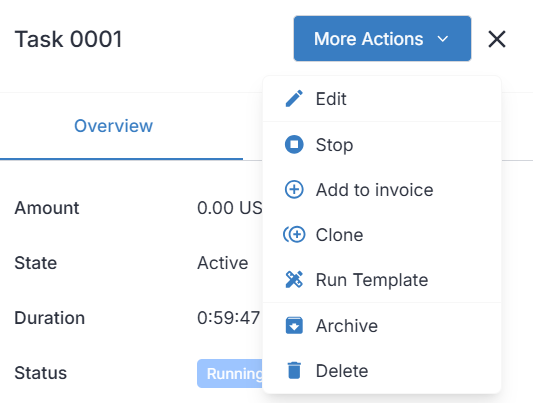 Task 0001
More Actions
Edit
Overview
Stop
Add to invoice
Amount
0.00 US
Clone
State
Active
Run Template
Duration
0:59:47
Archive
Status
Running
Delete